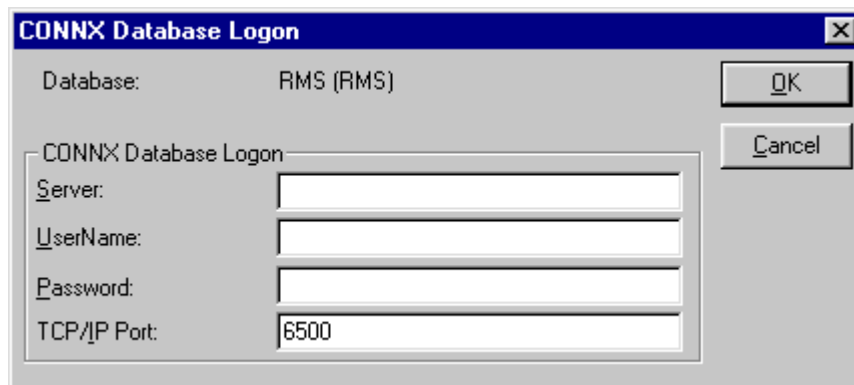 CONNX Database Logon
Database: RMS (RMS)
OK
Cancel
CONNX Database Logon
Server:
UserName:
Password:
TCP/IP Port: 6500